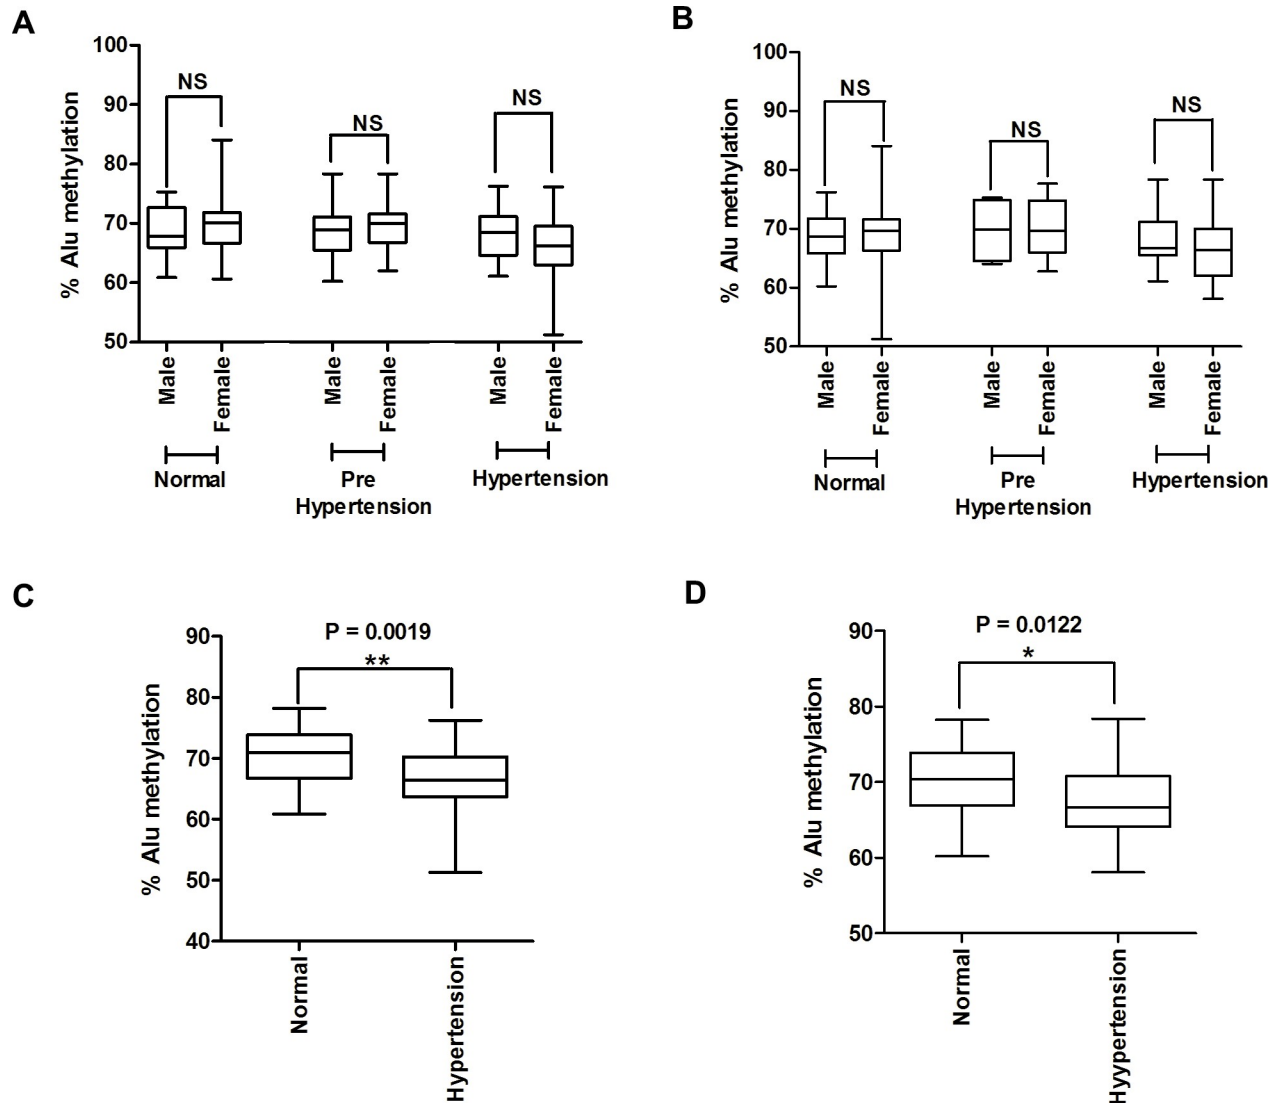 A
% Alu methylation
100
90
80
70
60
50
NS
NS
NS
Male
Female
Male
Female
Male
Female
Normal
Pre
Hypertension
Hypertension
B
% Alu methylation
100
90
80
70
60
50
NS
NS
NS
Male
Female
Male
Female
Male
Female
Normal
Pre
Hypertension
Hypertension
C
% Alu methylation
90
80
70
60
50
40
P = 0.0019
**
Normal
Hypertension
D
% Alu methylation
90
80
70
60
50
P = 0.0122
*
Normal
Hyypertension